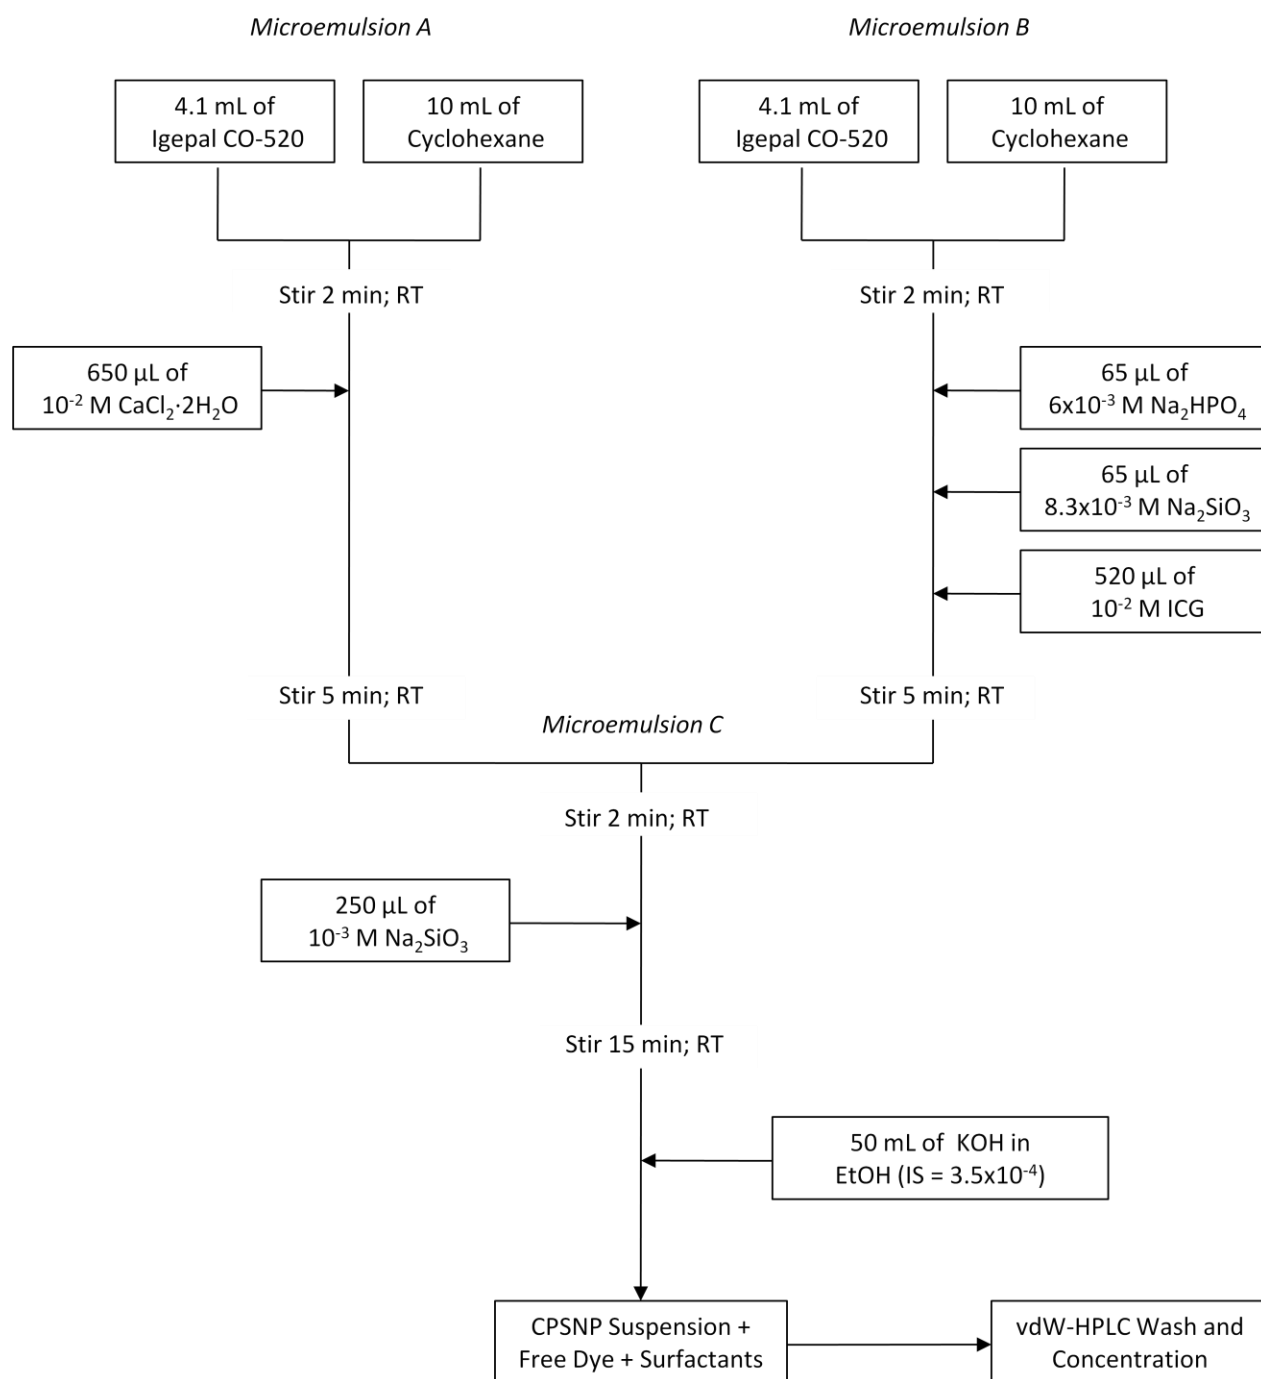 Microemulsion A
Microemulsion B
4.1 mL of
Igepal CO-520
10 mL of
Cyclohexane
4.1 mL of
Igepal CO-520
10 mL of
Cyclohexane
Stir 2 min; RT
Stir 2 min; RT
650 µL of
10⁻² M CaCl₂·2H₂O
65 µL of
6x10⁻³ M Na₂HPO₄
65 µL of
8.3x10⁻³ M Na₂SiO₃
520 µL of
10⁻² M ICG
Stir 5 min; RT
Stir 5 min; RT
Microemulsion C
Stir 2 min; RT
250 µL of
10⁻³ M Na₂SiO₃
Stir 15 min; RT
50 mL of KOH in
EtOH (IS = 3.5x10⁻⁴)
CPSNP Suspension +
Free Dye + Surfactants
vdW-HPLC Wash and
Concentration